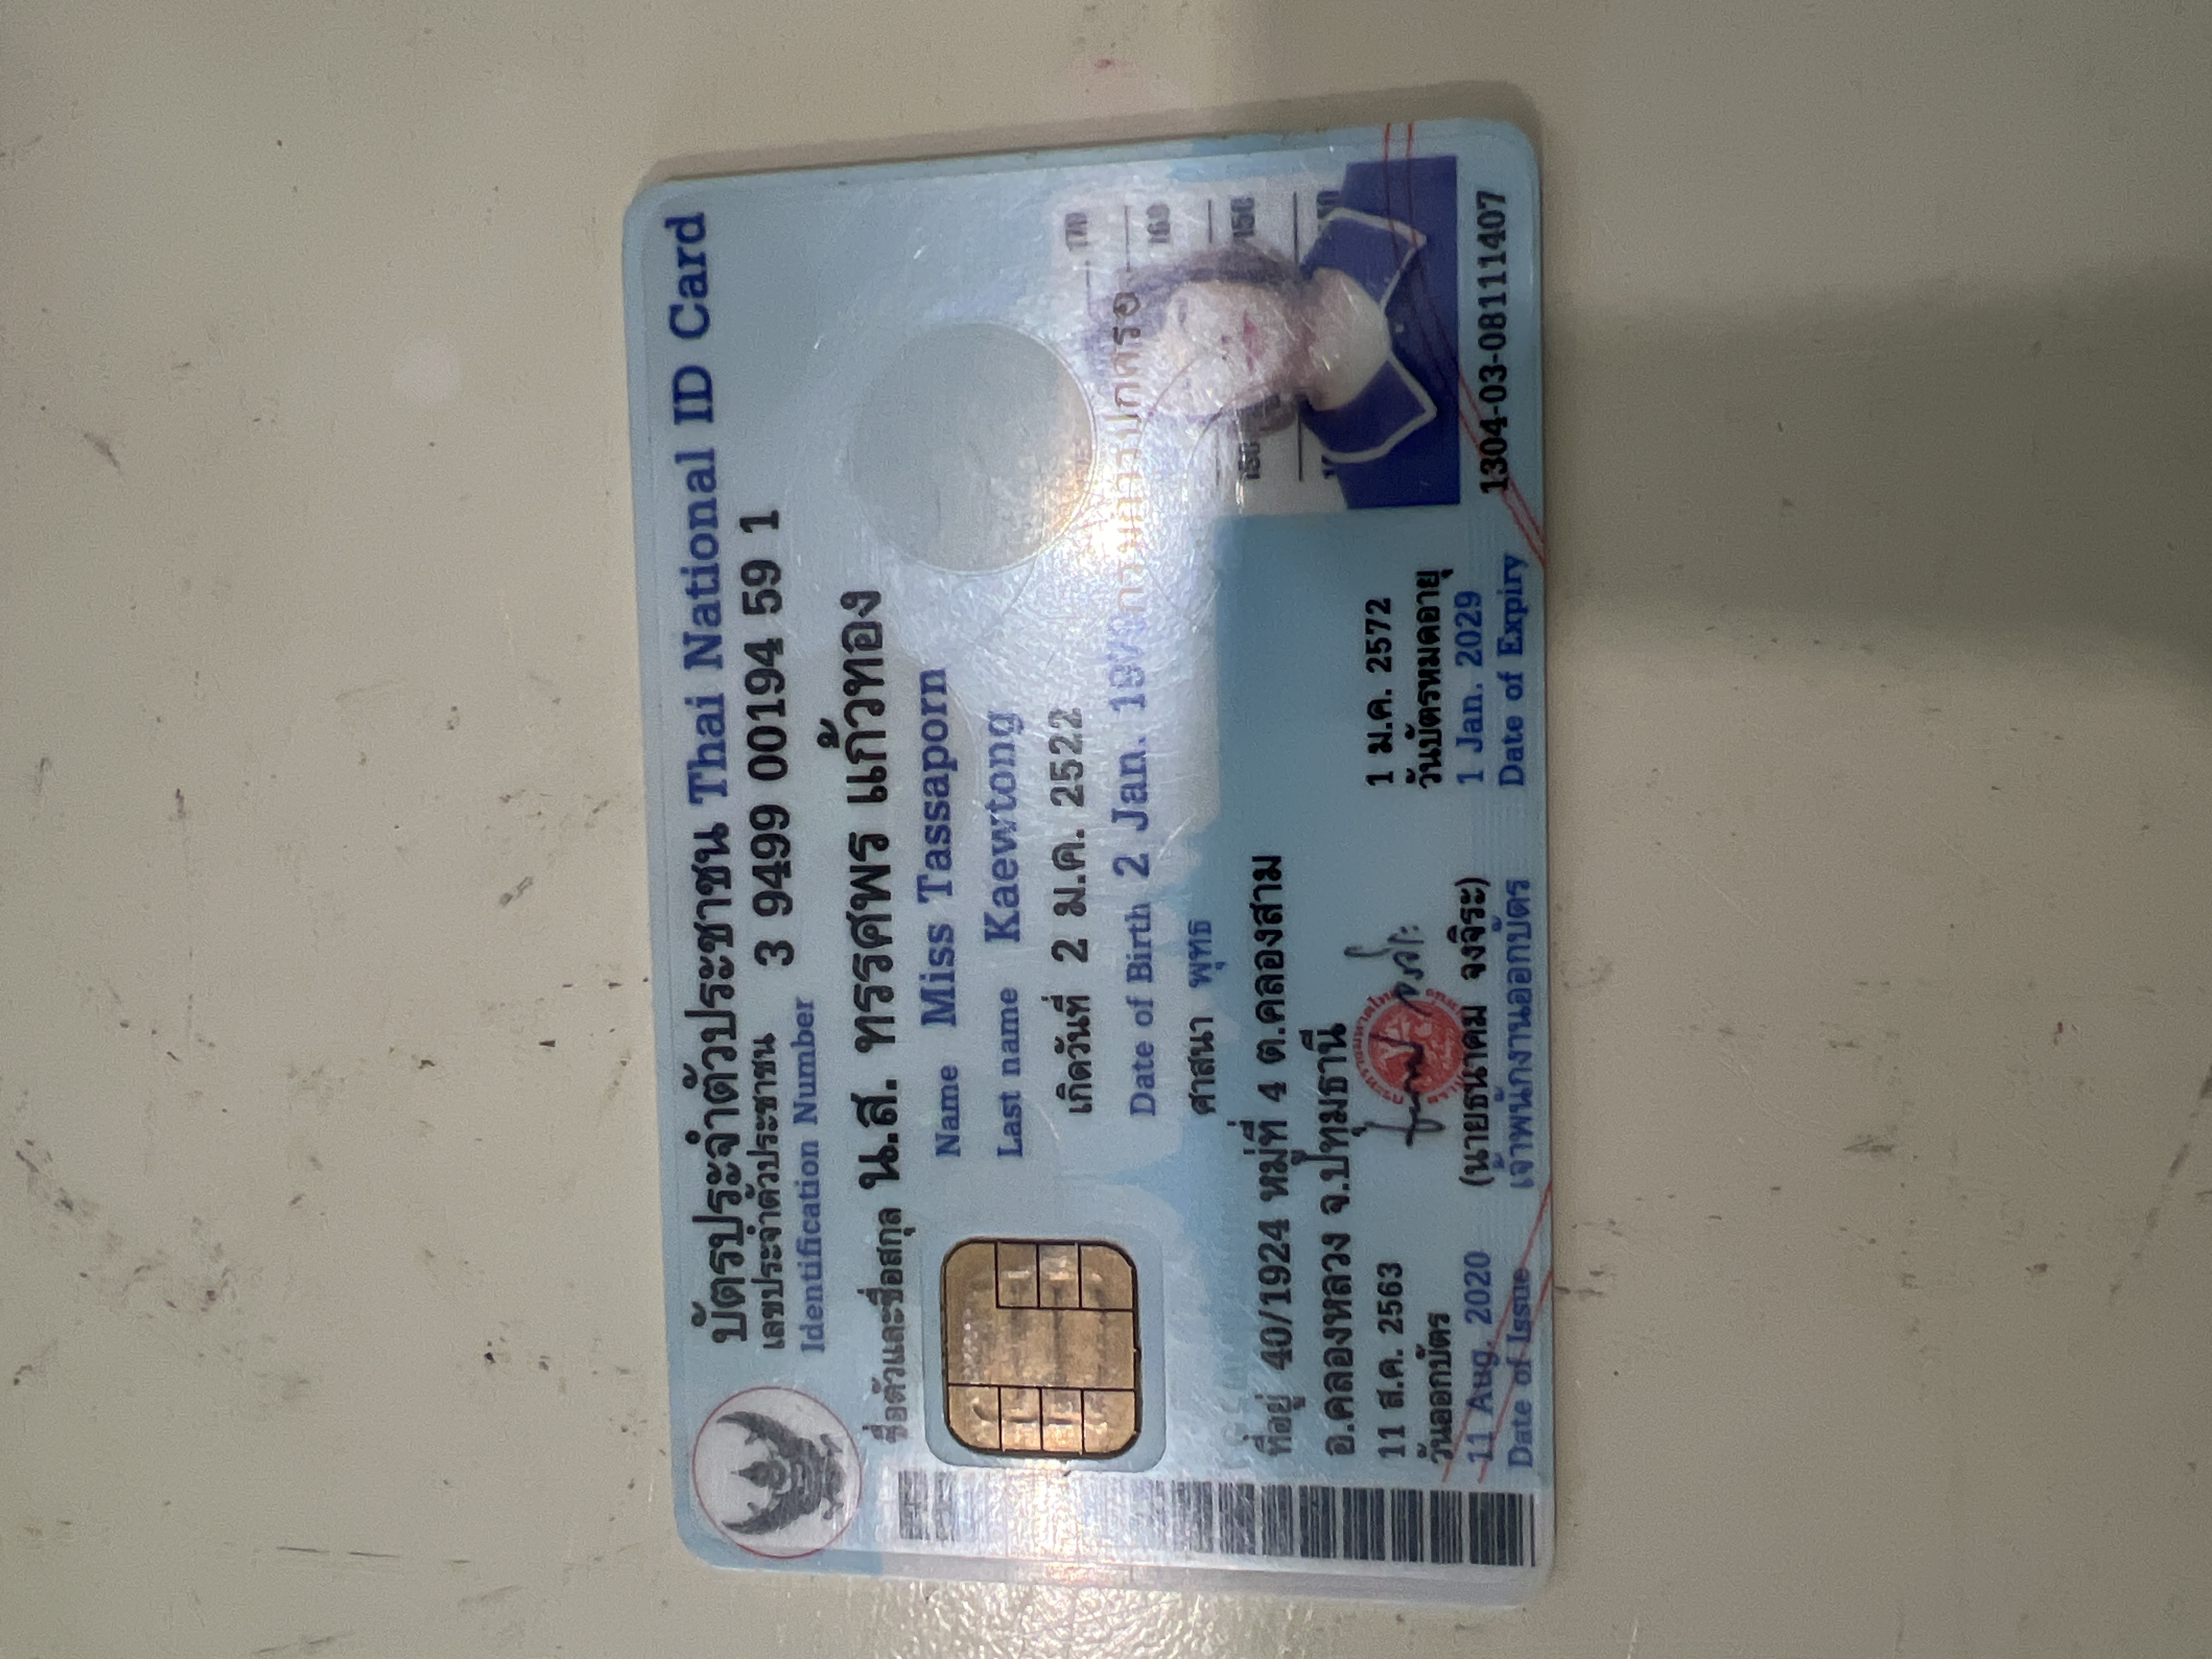 บัตรประจำตัวประชาชน Thai National ID Card
เลขประจำตัวประชาชน 3 9499 00194 59 1
Identification Number
ชื่อตัวและชื่อสกุล น.ส. ทรรศพร แก้วทอง
Name Miss Tassaporn
Last name Kaewtong
เกิดวันที่ 2 ม.ค. 2522
Date of Birth 2 Jan. 1979
ศาสนา พุทธ
ที่อยู่ 40/1924 หมู่ที่ 4 ต.คลองสาม
อ.คลองหลวง จ.ปทุมธานี
11 ส.ค. 2563
วันออกบัตร
11 Aug. 2020
Date of Issue
(นายธนาคม จงจิระ)
เจ้าพนักงานออกบัตร
1 ม.ค. 2572
วันบัตรหมดอายุ
1 Jan. 2029
Date of Expiry
170
160
150
150
1304-03-08111407